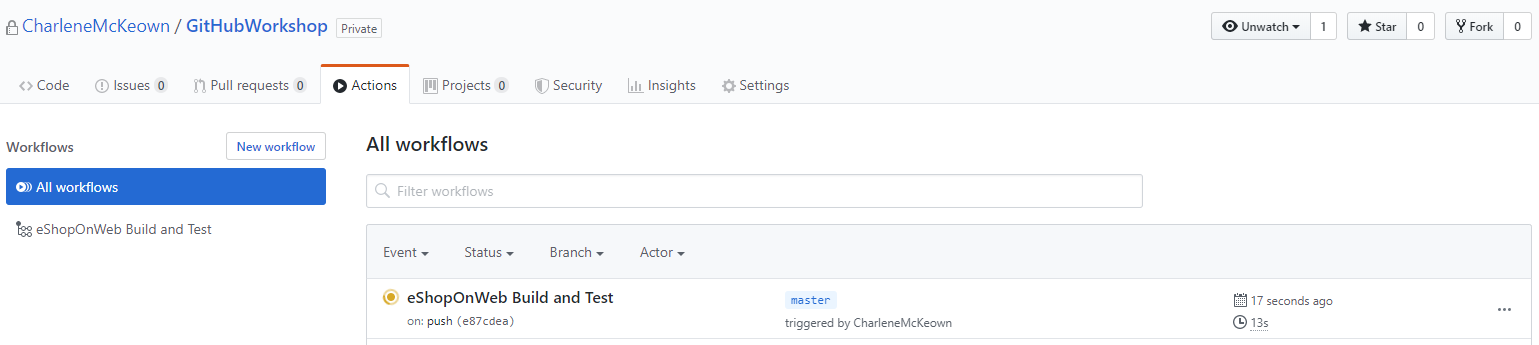 CharleneMcKeown / GitHubWorkshop Private
Unwatch 1 Star 0 Fork 0
Code Issues 0 Pull requests 0 Actions Projects 0 Security Insights Settings
Workflows New workflow
All workflows
eShopOnWeb Build and Test
All workflows
Filter workflows
Event Status Branch Actor
eShopOnWeb Build and Test master 17 seconds ago
on: push (e87cdea) triggered by CharleneMcKeown 13s